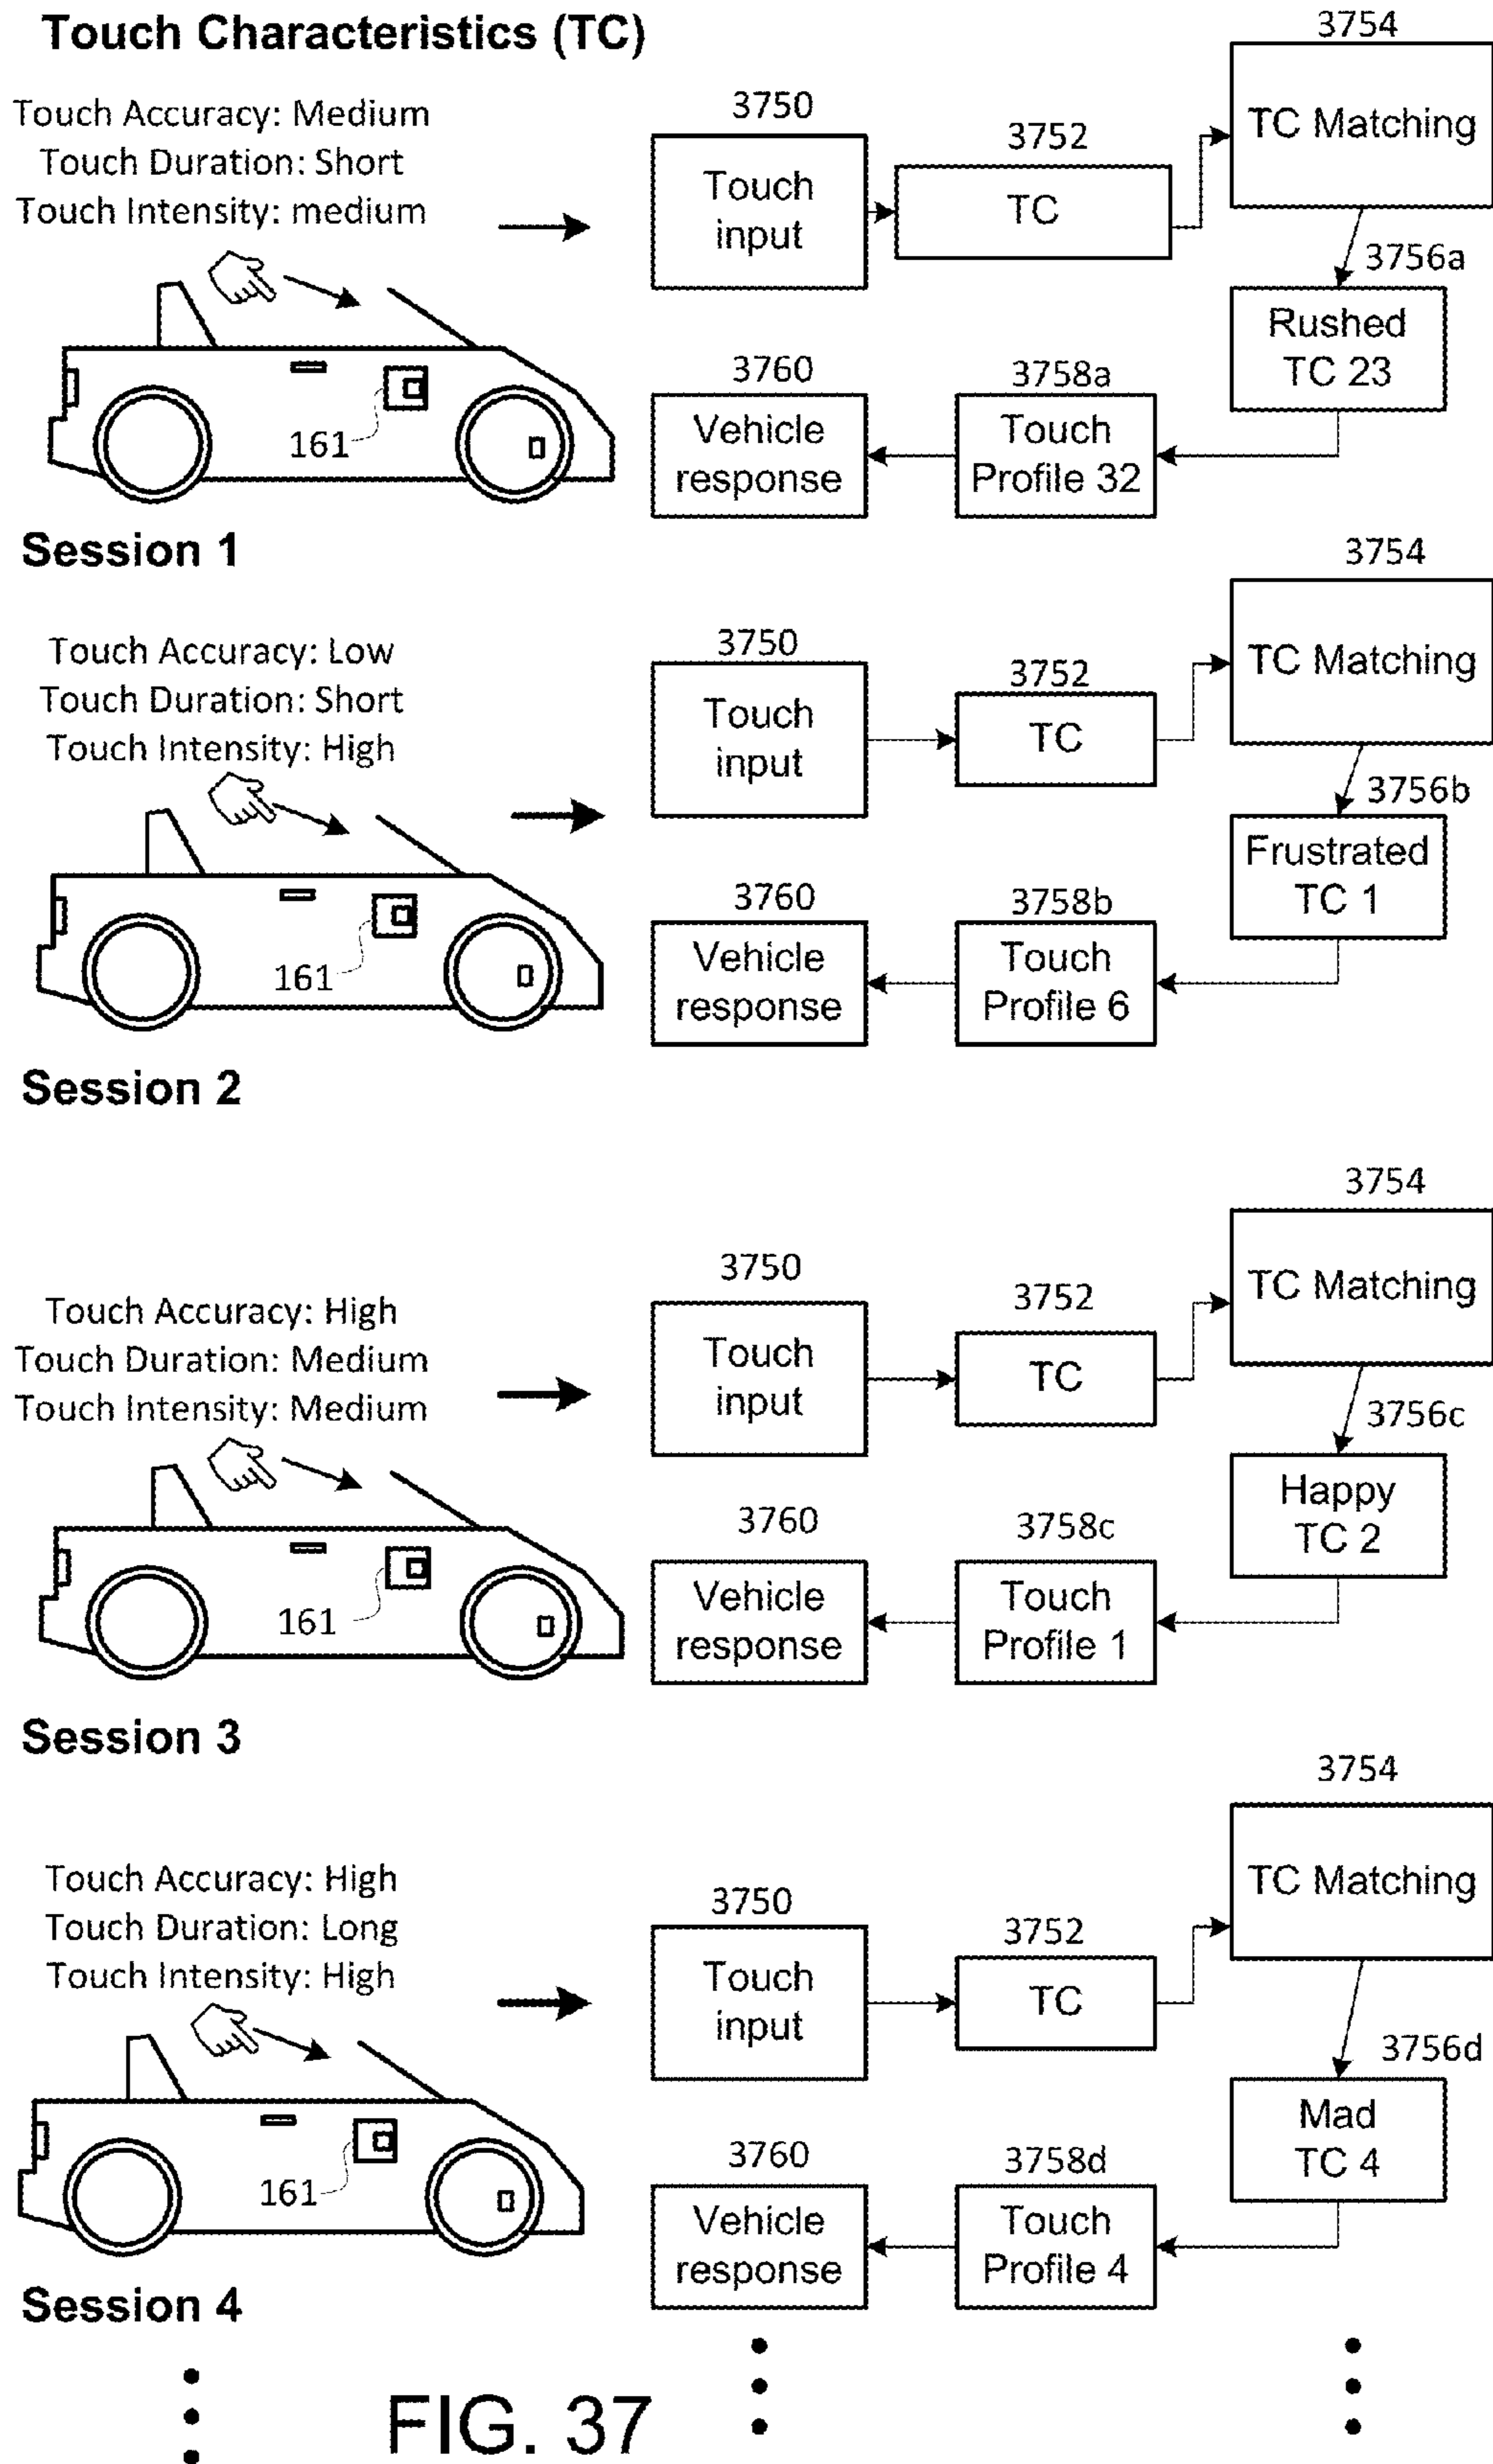 Touch Characteristics (TC)
Touch Accuracy: Medium
Touch Duration: Short
Touch Intensity: medium
3750
Touch
input
3752
TC
3754
TC Matching
3756a
Rushed
TC 23
3758a
Touch
Profile 32
3760
Vehicle
response
161
Session 1
Touch Accuracy: Low
Touch Duration: Short
Touch Intensity: High
3750
Touch
input
3752
TC
3754
TC Matching
3756b
Frustrated
TC 1
3758b
Touch
Profile 6
3760
Vehicle
response
161
Session 2
Touch Accuracy: High
Touch Duration: Medium
Touch Intensity: Medium
3750
Touch
input
3752
TC
3754
TC Matching
3756c
Happy
TC 2
3758c
Touch
Profile 1
3760
Vehicle
response
161
Session 3
Touch Accuracy: High
Touch Duration: Long
Touch Intensity: High
3750
Touch
input
3752
TC
3754
TC Matching
3756d
Mad
TC 4
3758d
Touch
Profile 4
3760
Vehicle
response
161
Session 4
FIG. 37